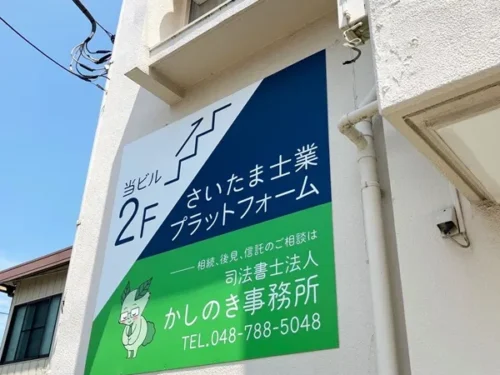 当ビル
2F
さいたま士業
プラットフォーム
相続、後見、信託のご相談は
司法書士法人
かしのき事務所
TEL.048-788-5048